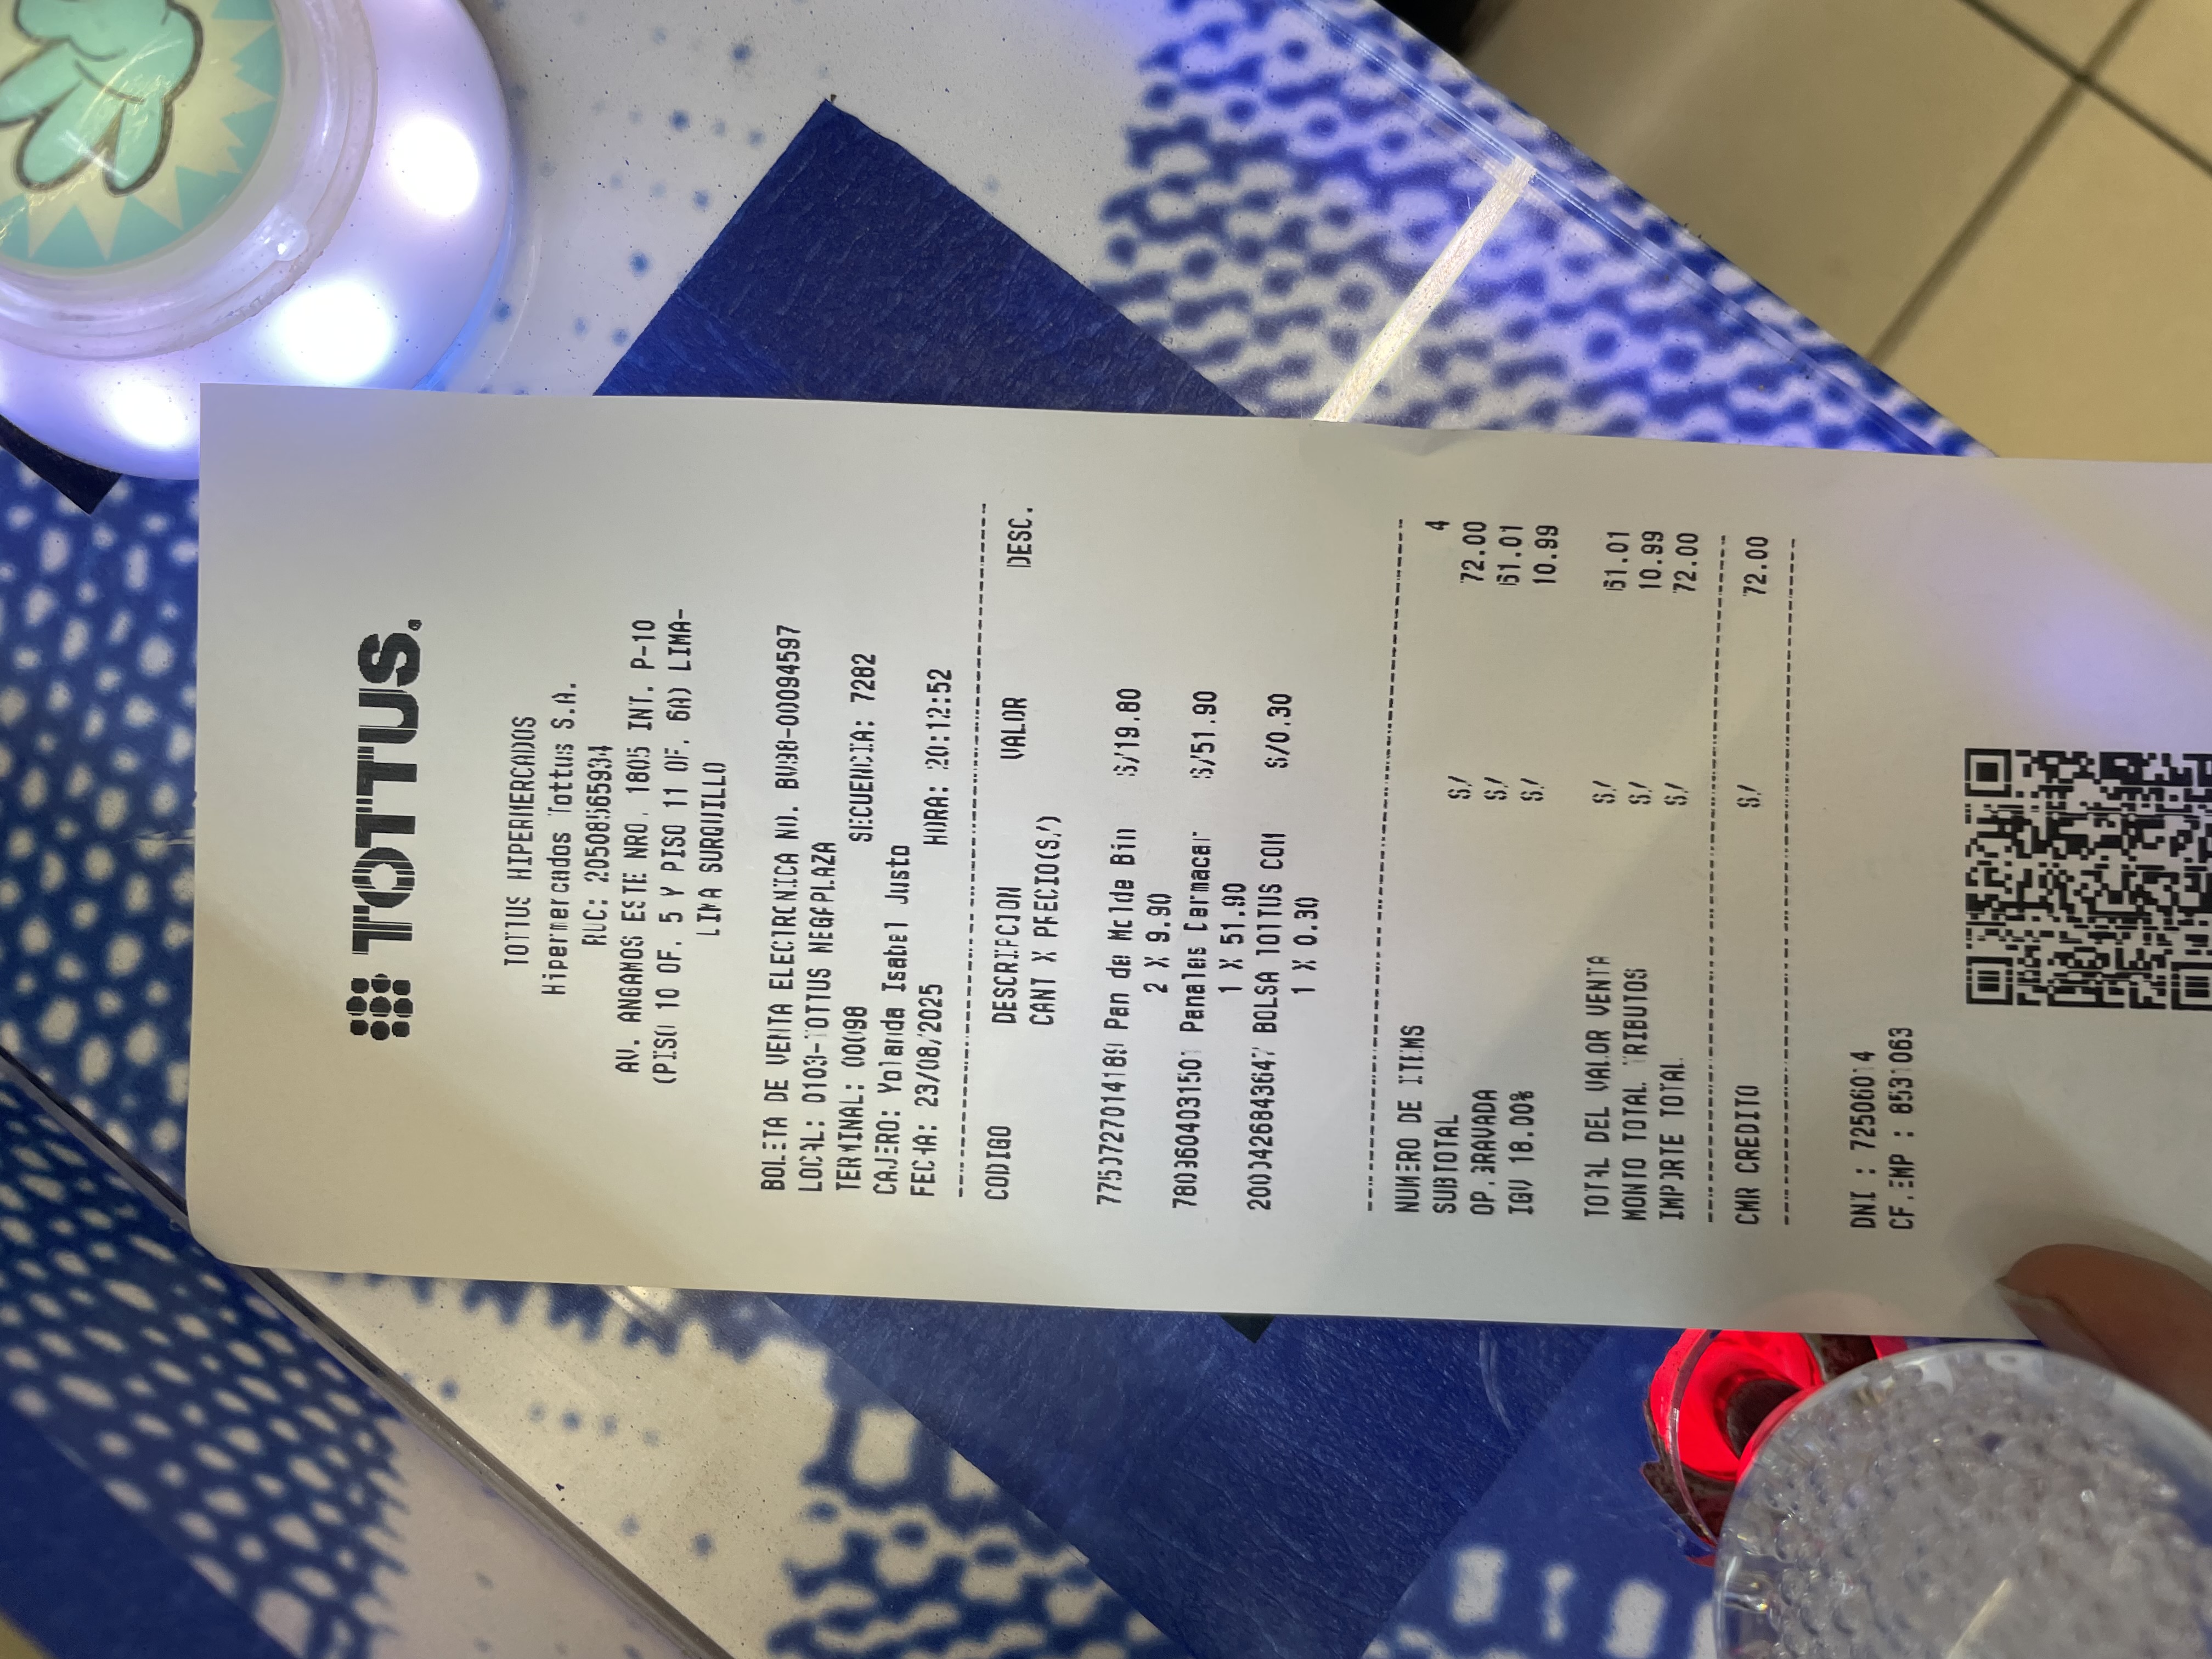 TOTTUS.
TOTTUS HIPERMERCADOS
Hipermercados Tottus S.A.
RUC: 20508565934
AV. ANGAMOS ESTE NRO. 1805 INT. P-10
(PISO 10 OF. 5 Y PISO 11 OF. 6A) LIMA-
LIMA SURQUILLO
BOLETA DE VENTA ELECTRONICA NO. BV98-00094597
LOCAL: 0103-TOTTUS MEGAPLAZA
TERMINAL: 00098 SECUENCIA: 7282
CAJERO: Yolanda Isabel Justo
FECHA: 23/08/2025 HORA: 20:12:52
CODIGO DESCRIPCION VALOR DESC.
CANT X PRECIO(S/)
7750727014189 Pan de Molde Bin S/19.80
2 X 9.90
7809604031501 Panales Dermacar S/51.90
1 X 51.90
2000426843647 BOLSA TOTTUS COM S/0.30
1 X 0.30
NUMERO DE ITEMS 4
SUBTOTAL S/ 72.00
OP.GRAVADA S/ 61.01
IGV 18.00% S/ 10.99
TOTAL DEL VALOR VENTA S/ 61.01
MONTO TOTAL TRIBUTOS S/ 10.99
IMPORTE TOTAL S/ 72.00
CMR CREDITO S/ 72.00
DNI : 72506014
CF.EMP : 8531063